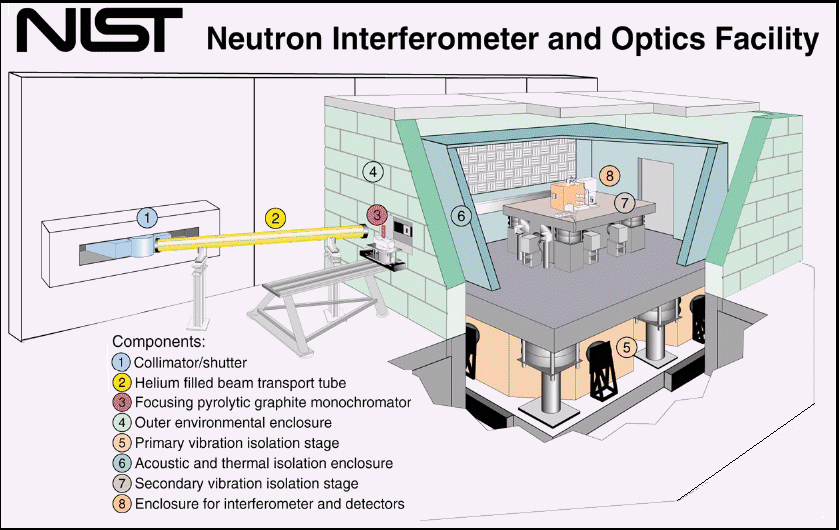 NIST Neutron Interferometer and Optics Facility
4
8
1
2
3
6
7
5
Components:
1 Collimator/shutter
2 Helium filled beam transport tube
3 Focusing pyrolytic graphite monochromator
4 Outer environmental enclosure
5 Primary vibration isolation stage
6 Acoustic and thermal isolation enclosure
7 Secondary vibration isolation stage
8 Enclosure for interferometer and detectors